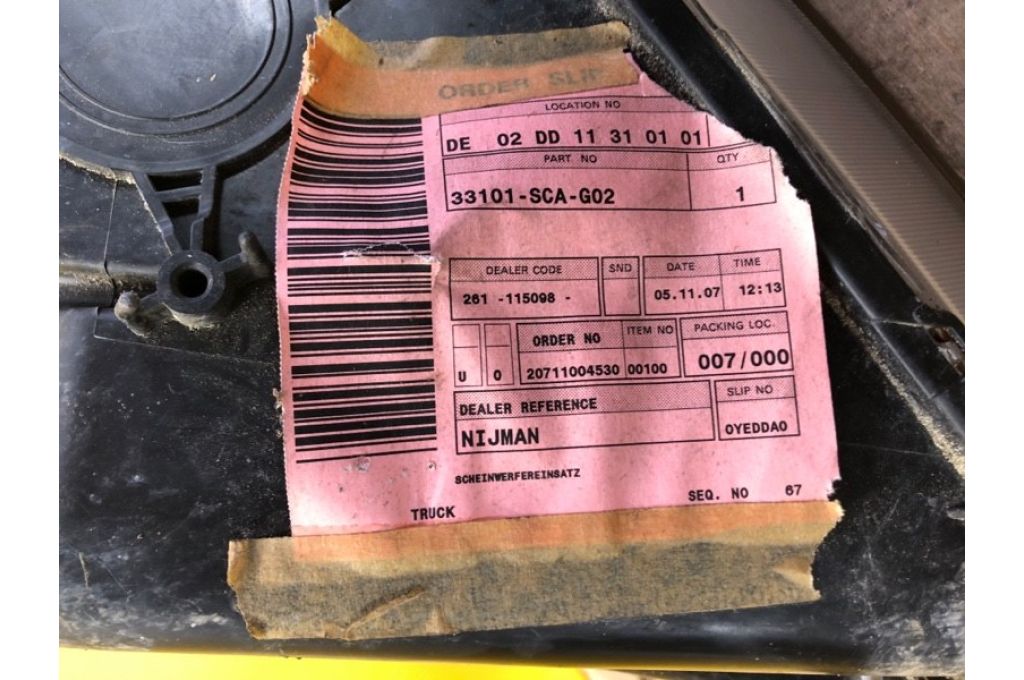 ORDER SLIP
LOCATION NO
DE 02 DD 11 31 01 01
PART NO QTY
33101-SCA-G02 1
DEALER CODE SND DATE TIME
261 -115098 - 05.11.07 12:13
ORDER NO ITEM NO PACKING LOC.
U 0 20711004530 00100 007/000
DEALER REFERENCE SLIP NO
NIJMAN 0YEDDA0
SCHEINWERFEREINSATZ
TRUCK SEQ. NO 67